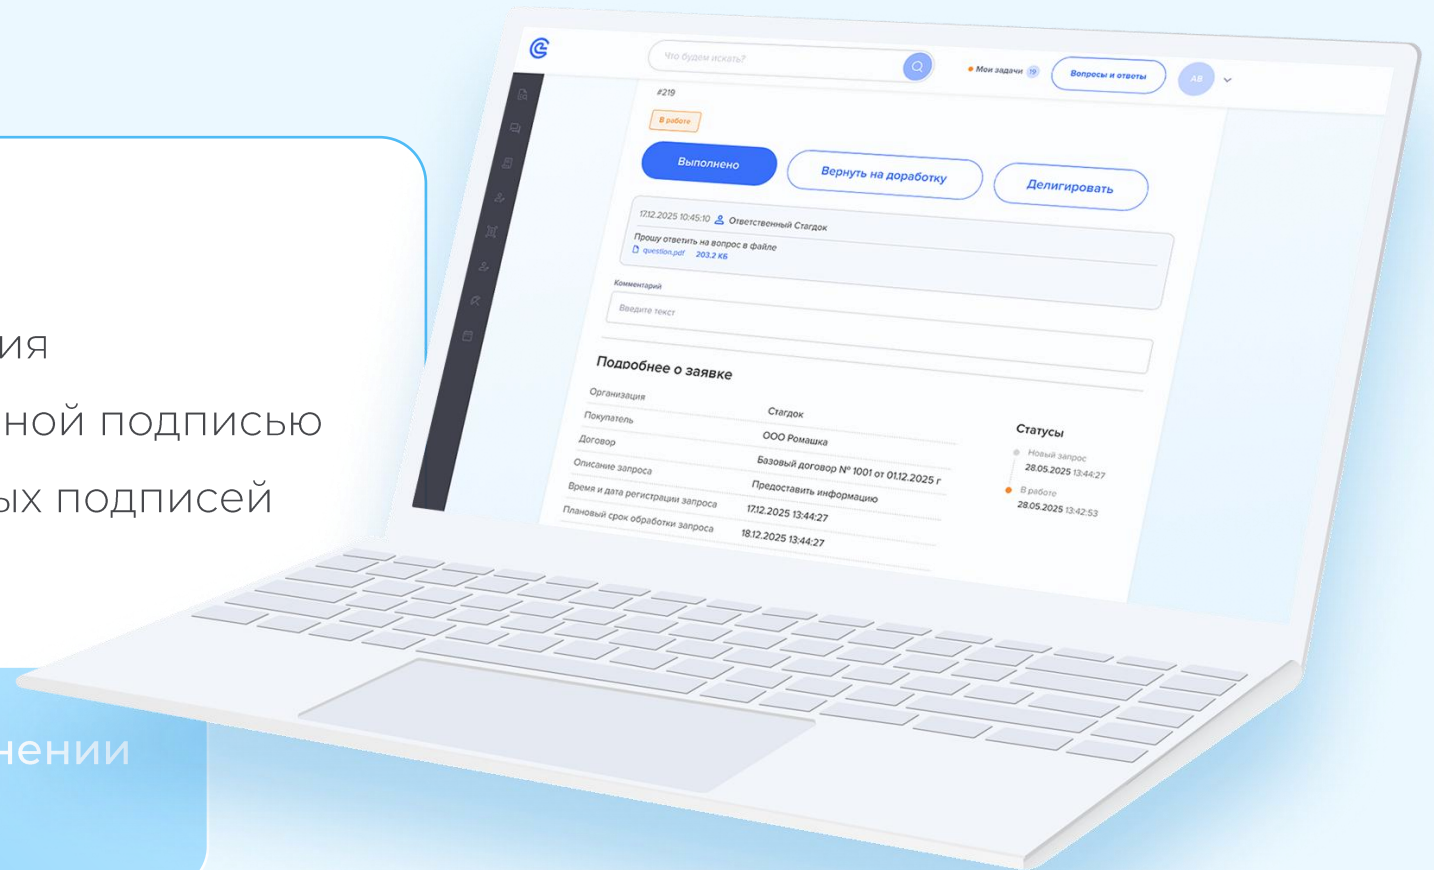 Что будем искать?
Мои задачи 19
Вопросы и ответы
АВ
#219
В работе
Выполнено
Вернуть на доработку
Делигировать
17.12.2025 10:45:10 Ответственный Стагдок
Прошу ответить на вопрос в файле
question.pdf 203.2 Кб
Комментарий
Введите текст
Подробнее о заявке
Организация Стагдок
Покупатель ООО Ромашка
Договор Базовый договор № 1001 от 01.12.2025 г
Описание запроса Предоставить информацию
Время и дата регистрации запроса 17.12.2025 13:44:27
Плановый срок обработки запроса 18.12.2025 13:44:27
Статусы
Новый запрос
28.05.2025 13:44:27
В работе
28.05.2025 13:42:53
ия
ной подписью
ых подписей
нении